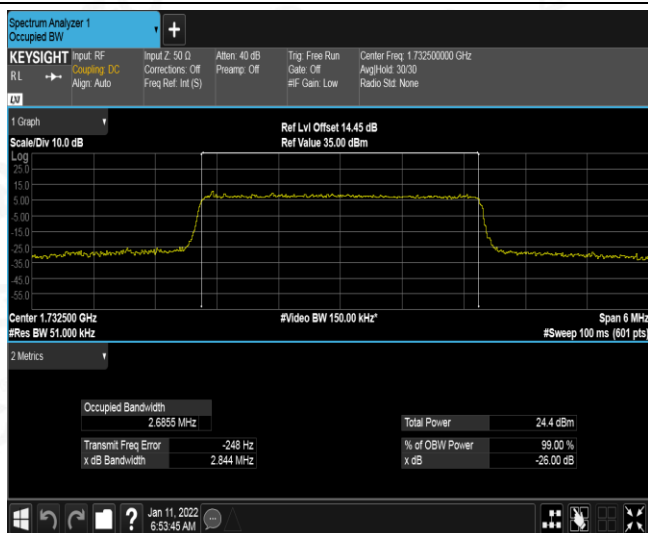 Spectrum Analyzer 1
Occupied BW
KEYSIGHT Input: RF Input Z: 50 Ω Atten: 40 dB Trig: Free Run Center Freq: 1.732500000 GHz
RL Coupling: DC Corrections: Off Preamp: Off Gate: Off Avg|Hold: 30/30
Align: Auto Freq Ref: Int (S) #IF Gain: Low Radio Std: None
LXI
1 Graph
Ref Lvl Offset 14.45 dB
Scale/Div 10.0 dB Ref Value 35.00 dBm
Log
25.0
15.0
5.00
-5.00
-15.0
-25.0
-35.0
-45.0
-55.0
Center 1.732500 GHz #Video BW 150.00 kHz* Span 6 MHz
#Res BW 51.000 kHz #Sweep 100 ms (601 pts)
2 Metrics
Occupied Bandwidth
2.6855 MHz Total Power 24.4 dBm
Transmit Freq Error -248 Hz % of OBW Power 99.00 %
x dB Bandwidth 2.844 MHz x dB -26.00 dB
? Jan 11, 2022
6:53:45 AM